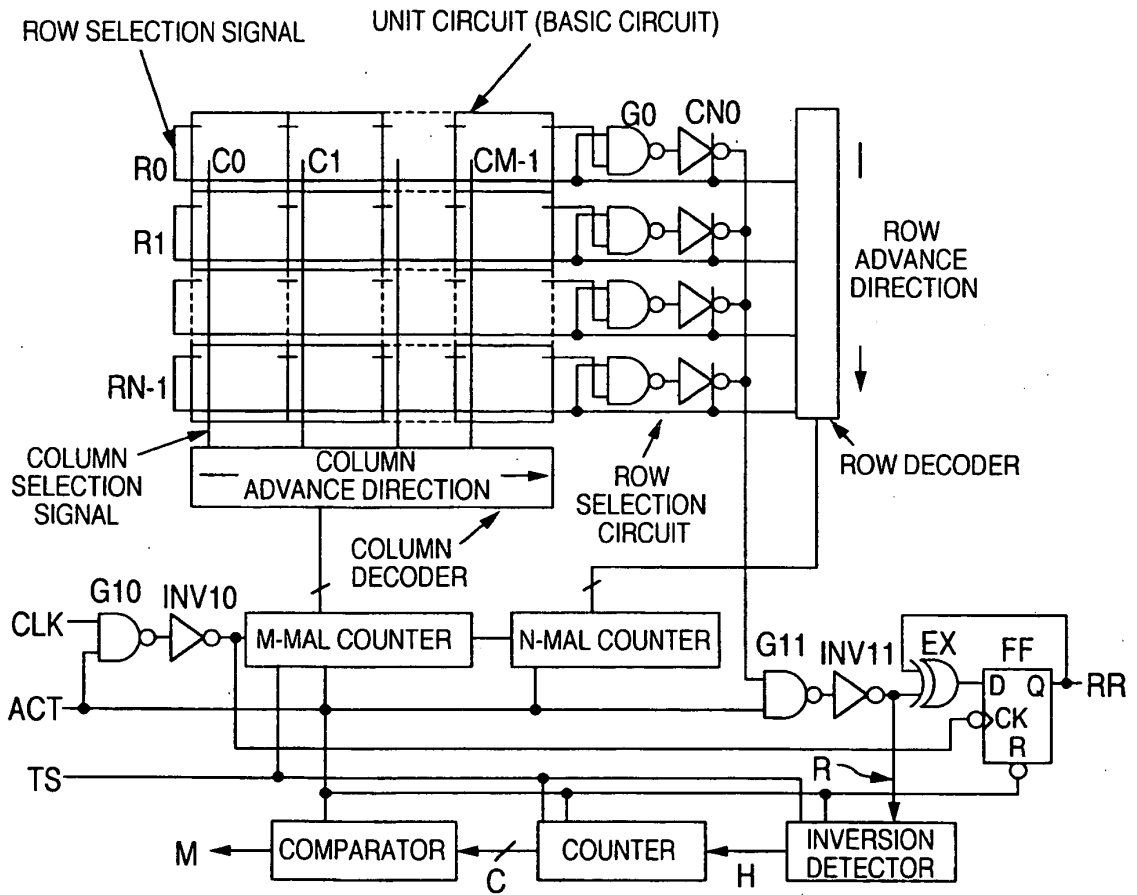 ROW SELECTION SIGNAL
UNIT CIRCUIT (BASIC CIRCUIT)
G0
CN0
R0
C0
C1
CM-1
R1
ROW
ADVANCE
DIRECTION
RN-1
COLUMN
SELECTION
SIGNAL
COLUMN
ADVANCE DIRECTION
ROW
SELECTION
CIRCUIT
ROW DECODER
COLUMN
DECODER
G10
INV10
CLK
M-MAL COUNTER
N-MAL COUNTER
G11
INV11
EX
FF
D
Q
RR
CK
R
ACT
TS
R
M
COMPARATOR
C
COUNTER
H
INVERSION
DETECTOR